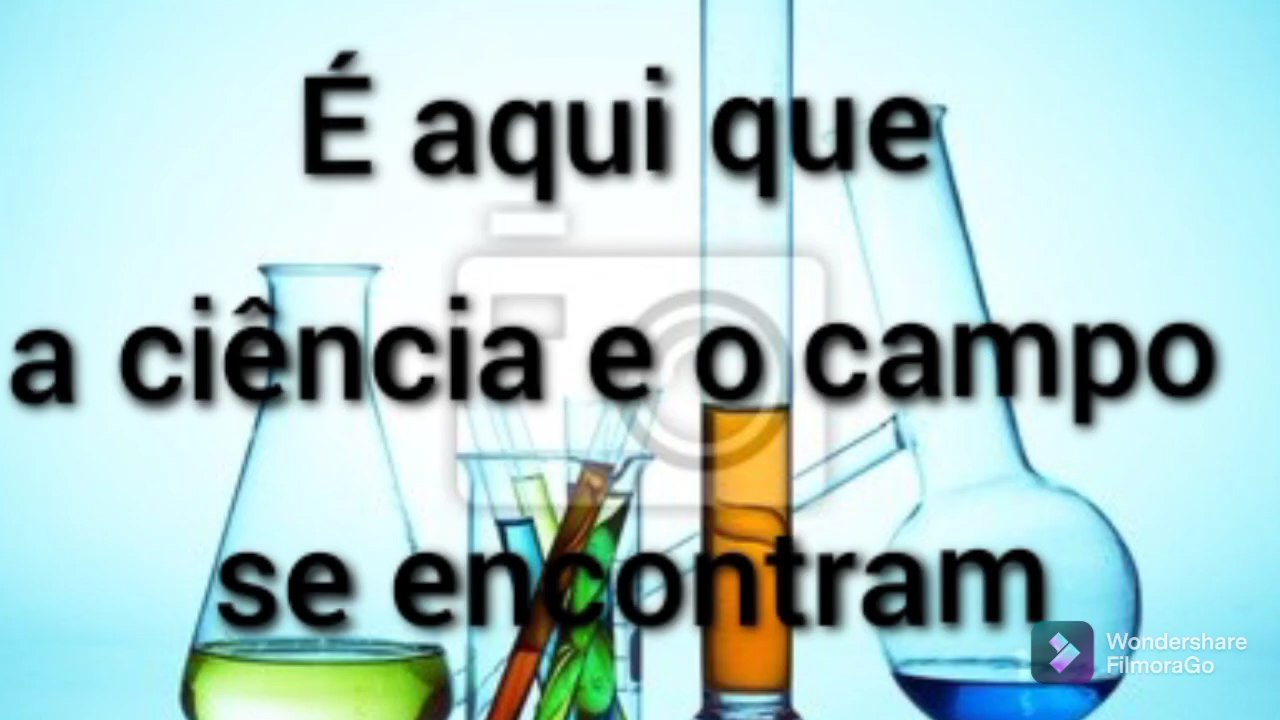 É aqui que
a ciência e o campo
se encontram
Wondershare
FilmoraGo